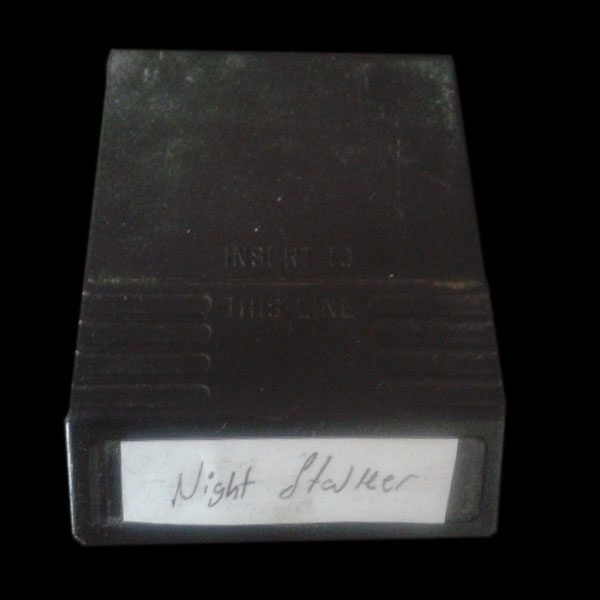 INSERT TO
THIS LINE
Night Stalker